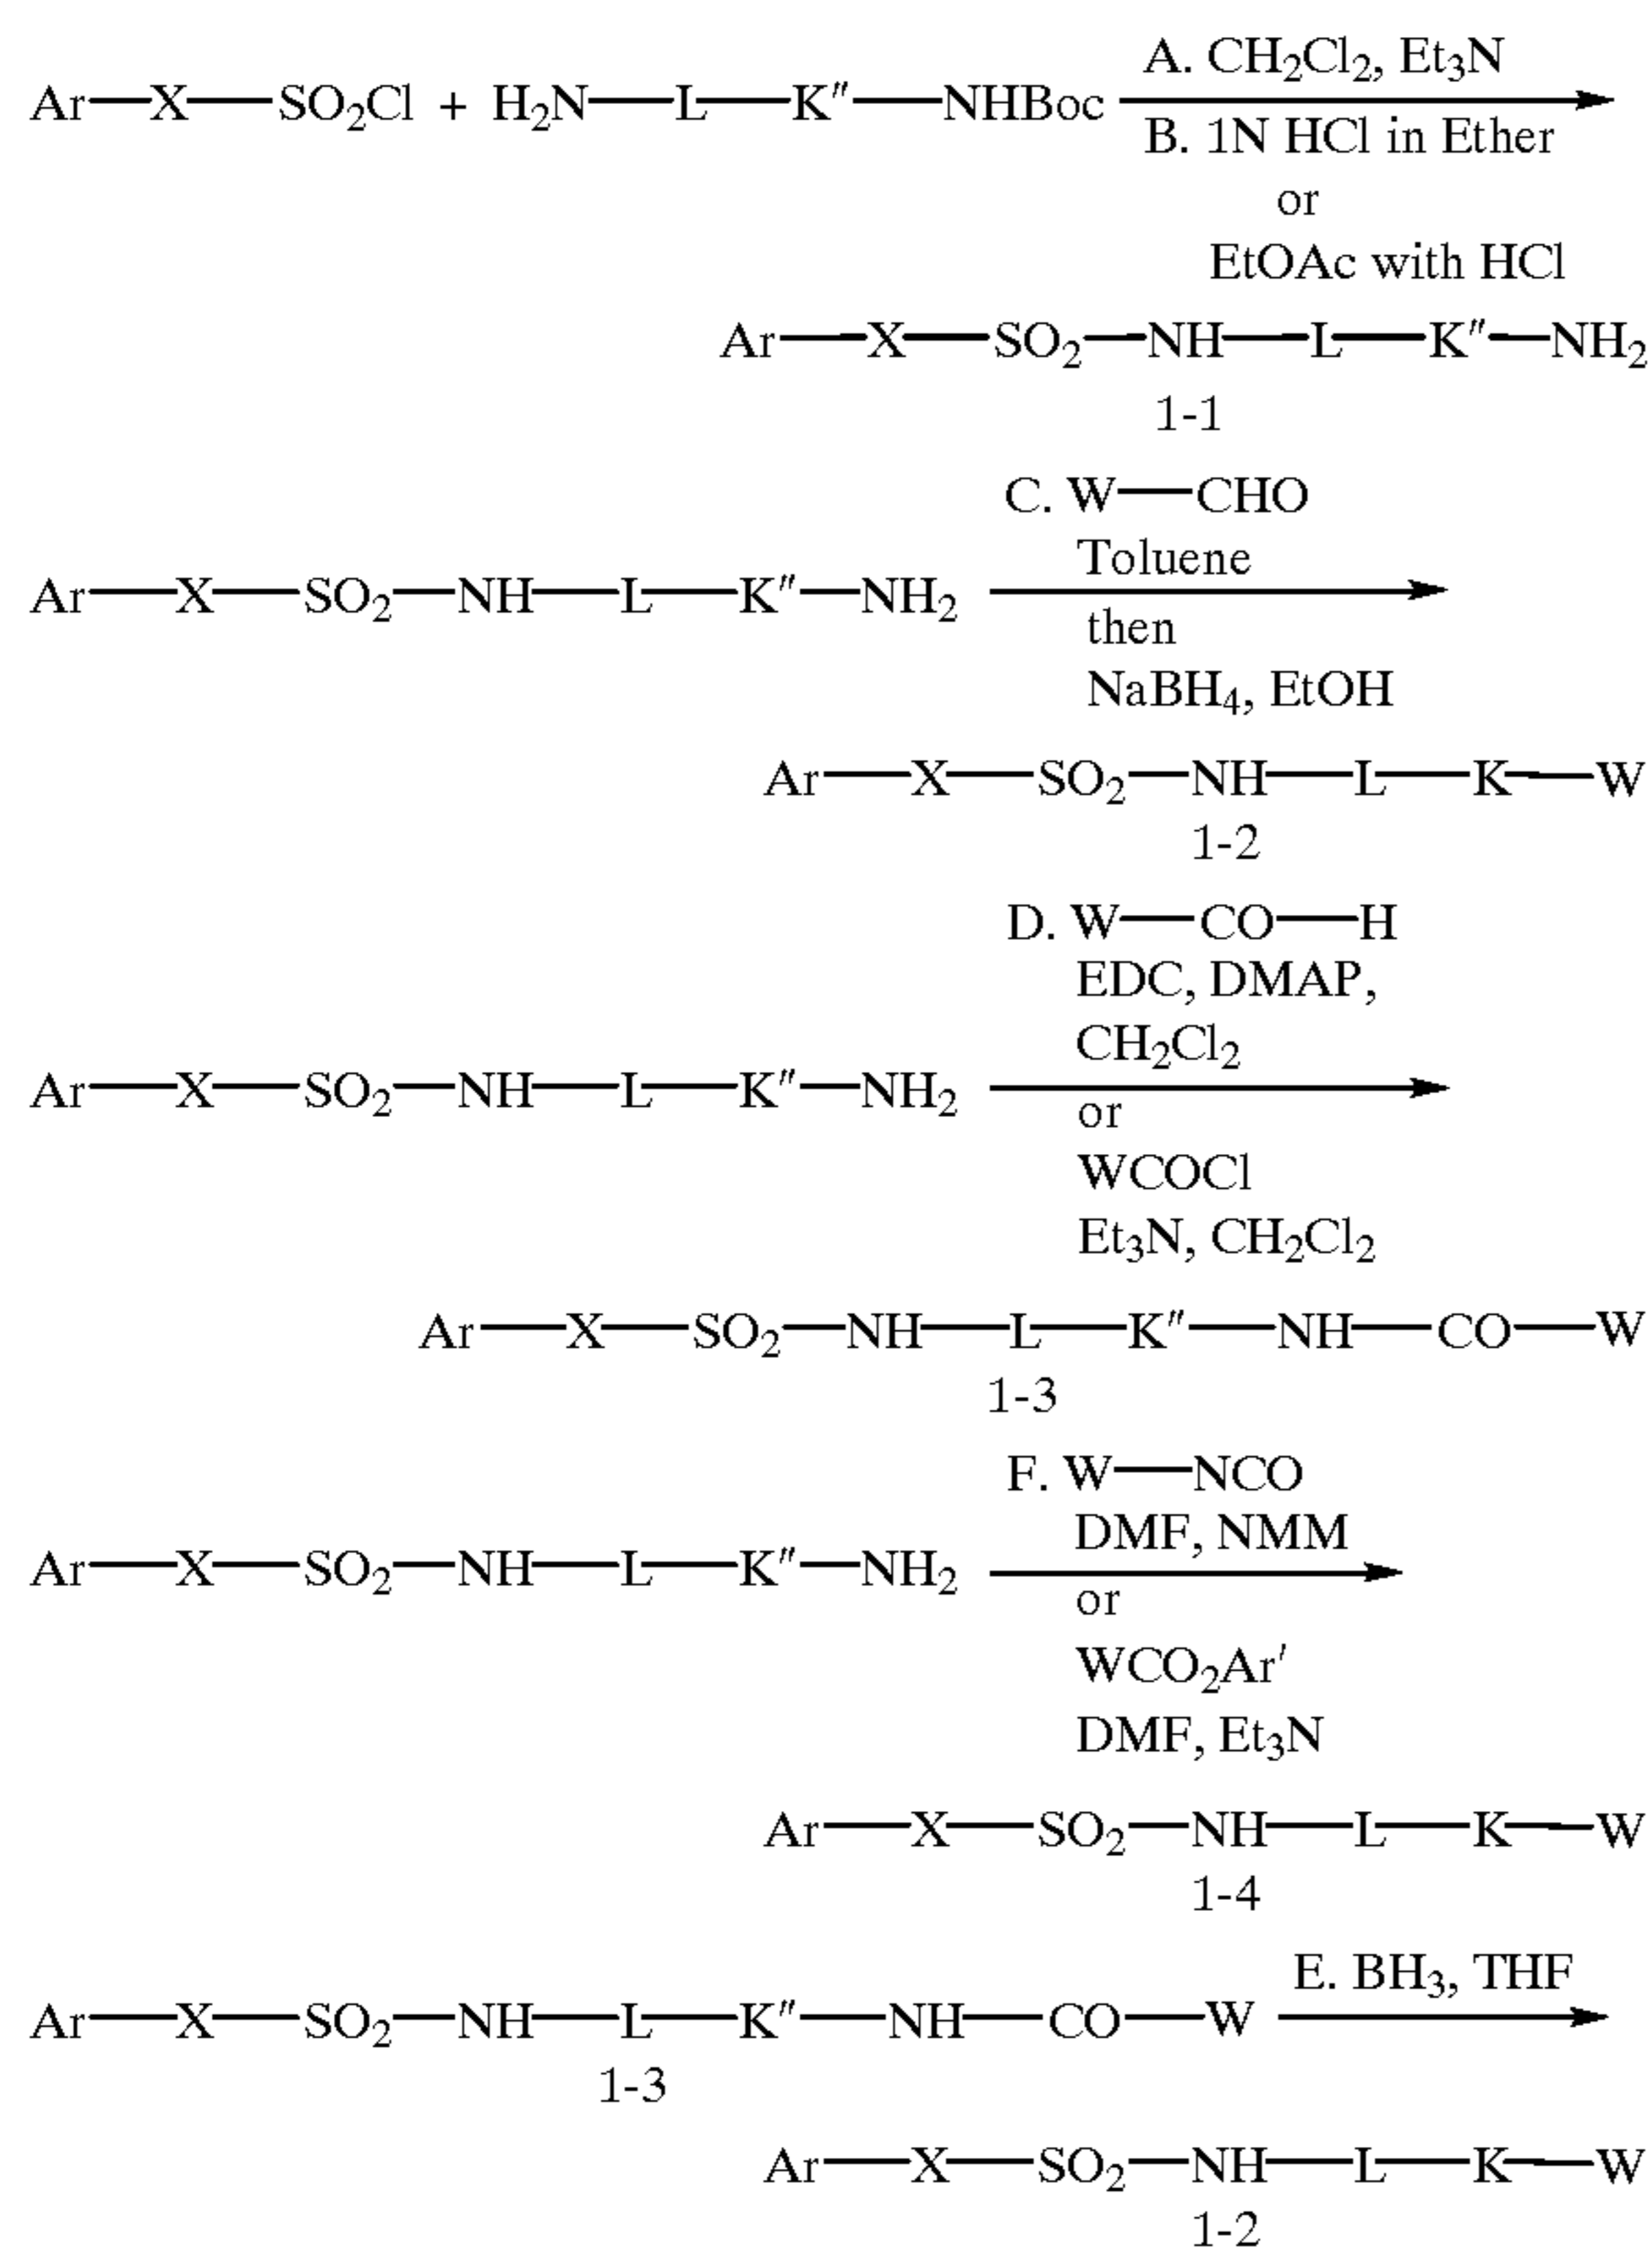 Ar—X—SO₂Cl + H₂N—L—K″—NHBoc
A. CH₂Cl₂, Et₃N
B. 1N HCl in Ether
or
EtOAc with HCl
Ar—X—SO₂—NH—L—K″—NH₂
1-1
C. W—CHO
Toluene
Ar—X—SO₂—NH—L—K″—NH₂
then
NaBH₄, EtOH
Ar—X—SO₂—NH—L—K—W
1-2
D. W—CO—H
EDC, DMAP,
CH₂Cl₂
Ar—X—SO₂—NH—L—K″—NH₂
or
WCOCl
Et₃N, CH₂Cl₂
Ar—X—SO₂—NH—L—K″—NH—CO—W
1-3
F. W—NCO
DMF, NMM
Ar—X—SO₂—NH—L—K″—NH₂
or
WCO₂Ar′
DMF, Et₃N
Ar—X—SO₂—NH—L—K—W
1-4
E. BH₃, THF
Ar—X—SO₂—NH—L—K″—NH—CO—W
1-3
Ar—X—SO₂—NH—L—K—W
1-2